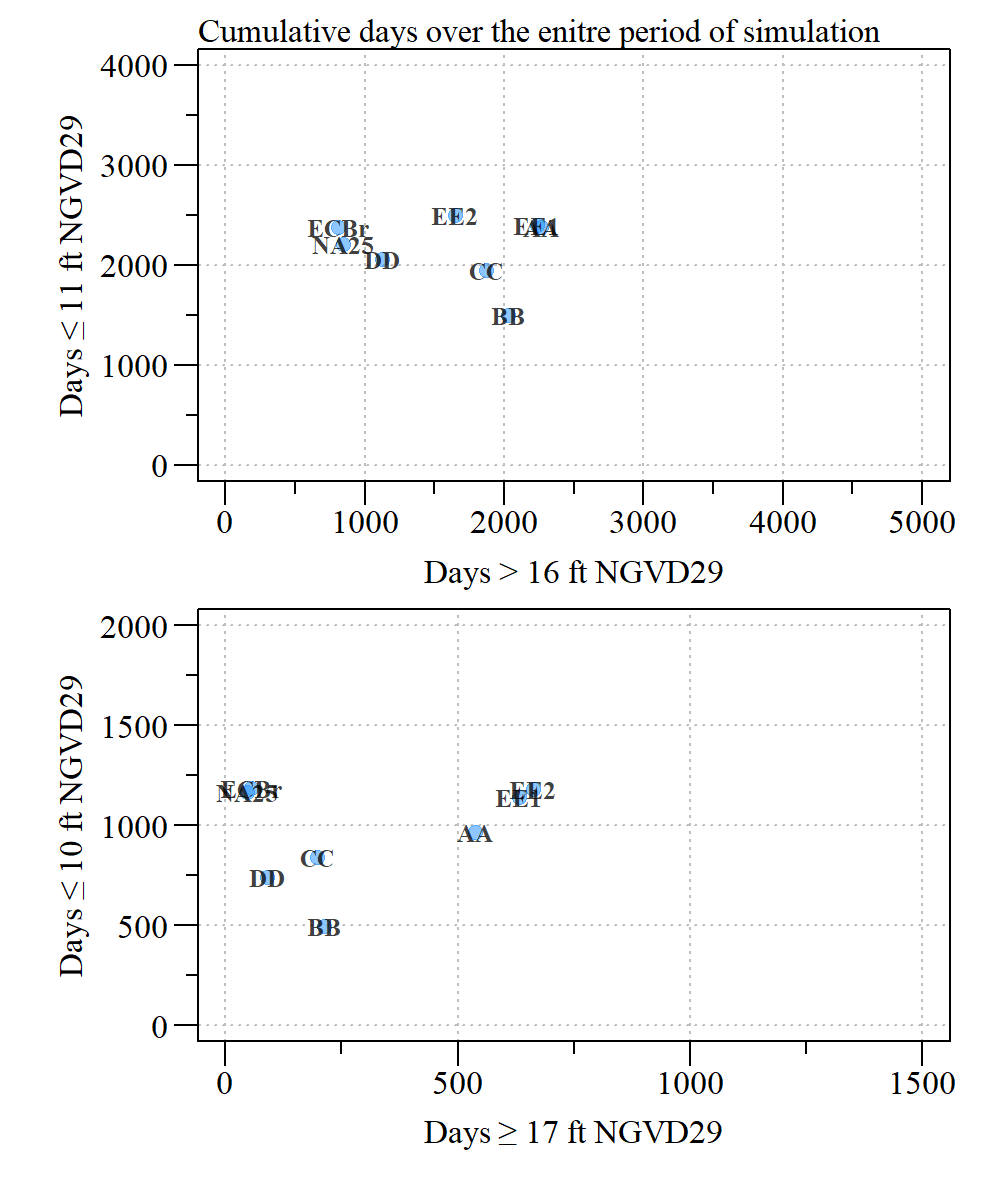 Cumulative days over the enitre period of simulation
Days ≤ 11 ft NGVD29
4000
3000
2000
1000
0
EE2
ECBr
EE1
AA
NA25
DD
CC
BB
0 1000 2000 3000 4000 5000
Days > 16 ft NGVD29
Days ≤ 10 ft NGVD29
2000
1500
1000
500
0
ECBr
NA25
EE2
EE1
AA
CC
DD
BB
0 500 1000 1500
Days ≥ 17 ft NGVD29